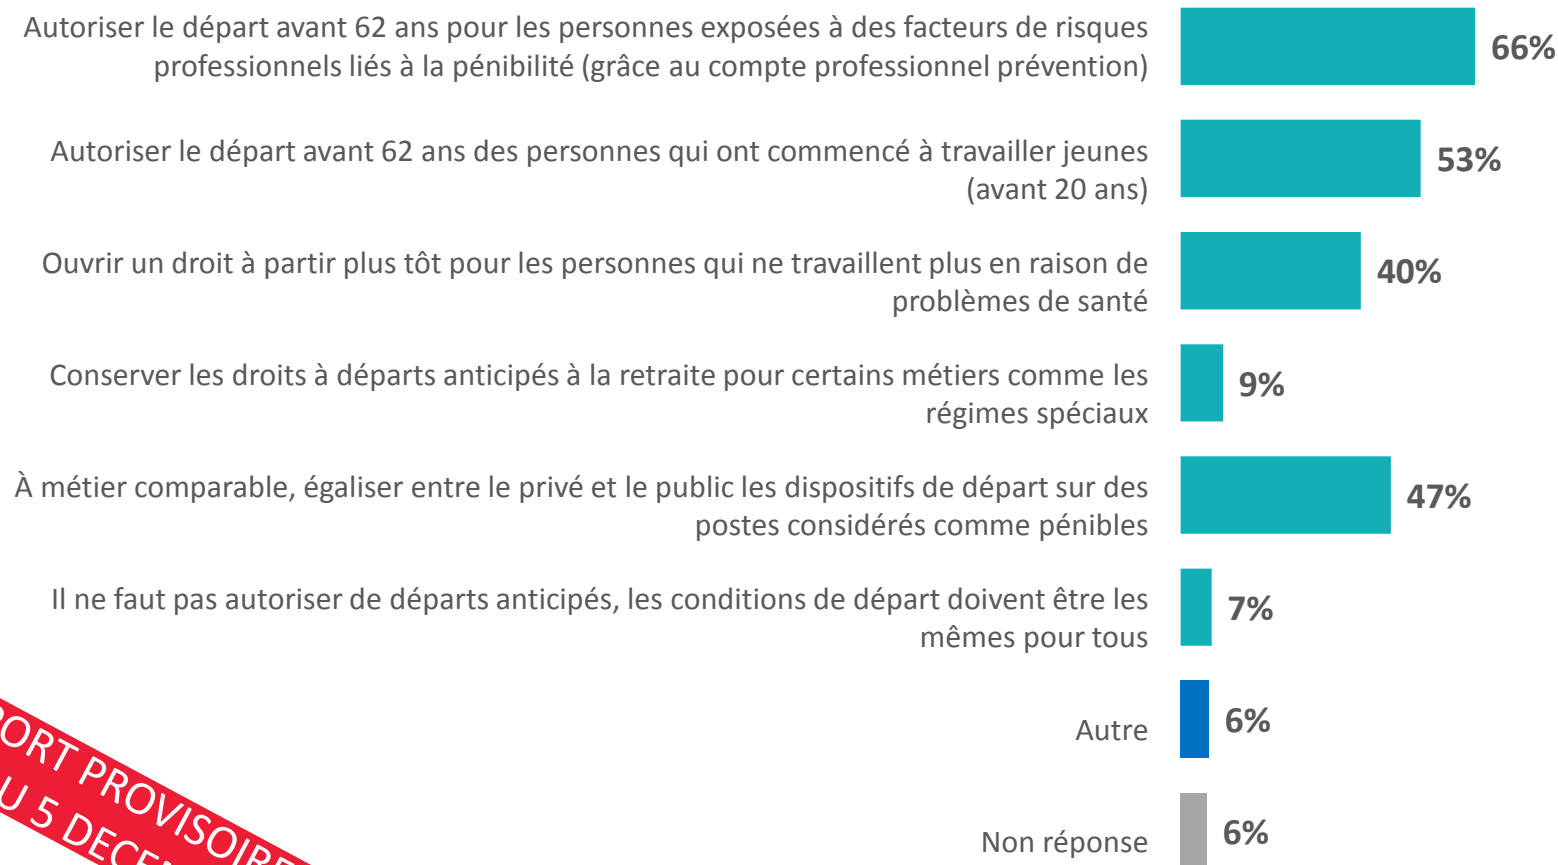 Autoriser le départ avant 62 ans pour les personnes exposées à des facteurs de risques
professionnels liés à la pénibilité (grâce au compte professionnel prévention)
66%
Autoriser le départ avant 62 ans des personnes qui ont commencé à travailler jeunes
(avant 20 ans)
53%
Ouvrir un droit à partir plus tôt pour les personnes qui ne travaillent plus en raison de
problèmes de santé
40%
Conserver les droits à départs anticipés à la retraite pour certains métiers comme les
régimes spéciaux
9%
À métier comparable, égaliser entre le privé et le public les dispositifs de départ sur des
postes considérés comme pénibles
47%
Il ne faut pas autoriser de départs anticipés, les conditions de départ doivent être les
mêmes pour tous
7%
Autre
6%
Non réponse
6%
PORT PROVISOIRE
U 5 DECE